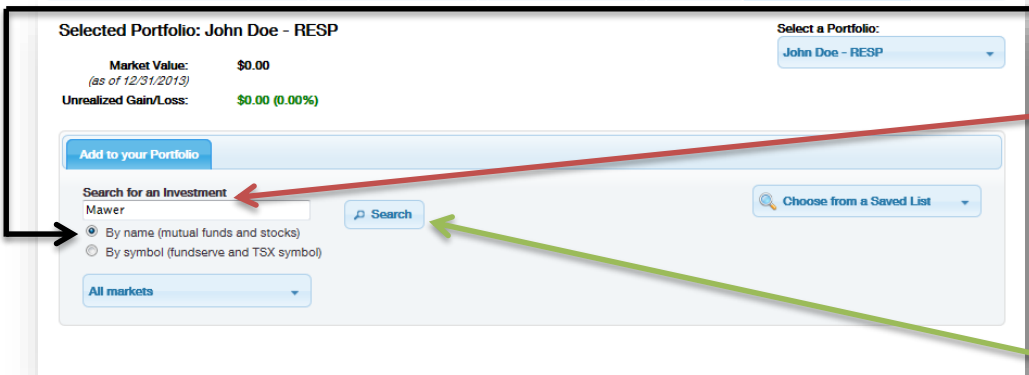 Selected Portfolio: John Doe - RESP
Select a Portfolio:
John Doe - RESP
Market Value: $0.00
(as of 12/31/2013)
Unrealized Gain/Loss: $0.00 (0.00%)
Add to your Portfolio
Search for an Investment
Mawer
Search
Choose from a Saved List
By name (mutual funds and stocks)
By symbol (fundserve and TSX symbol)
All markets